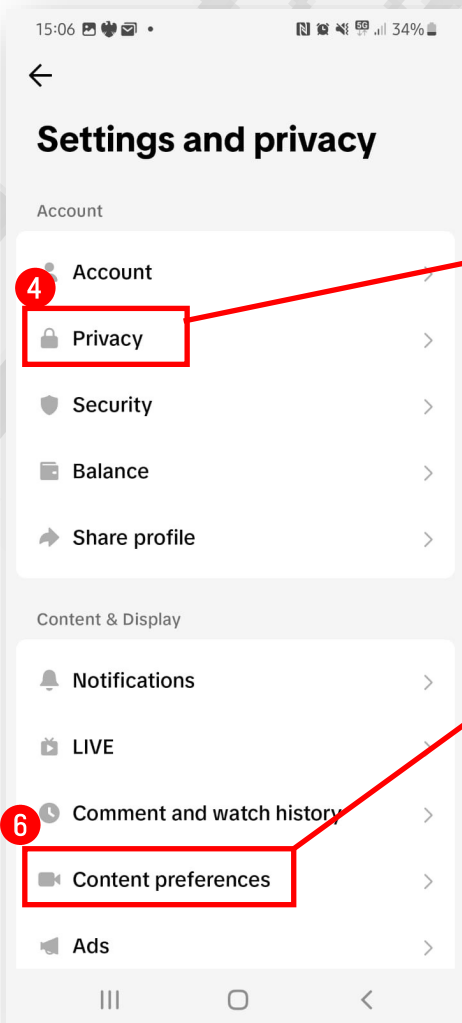 15:06 5G 34%
Settings and privacy
Account
Account
4
Privacy
Security
Balance
Share profile
Content & Display
Notifications
LIVE
Comment and watch history
6
Content preferences
Ads